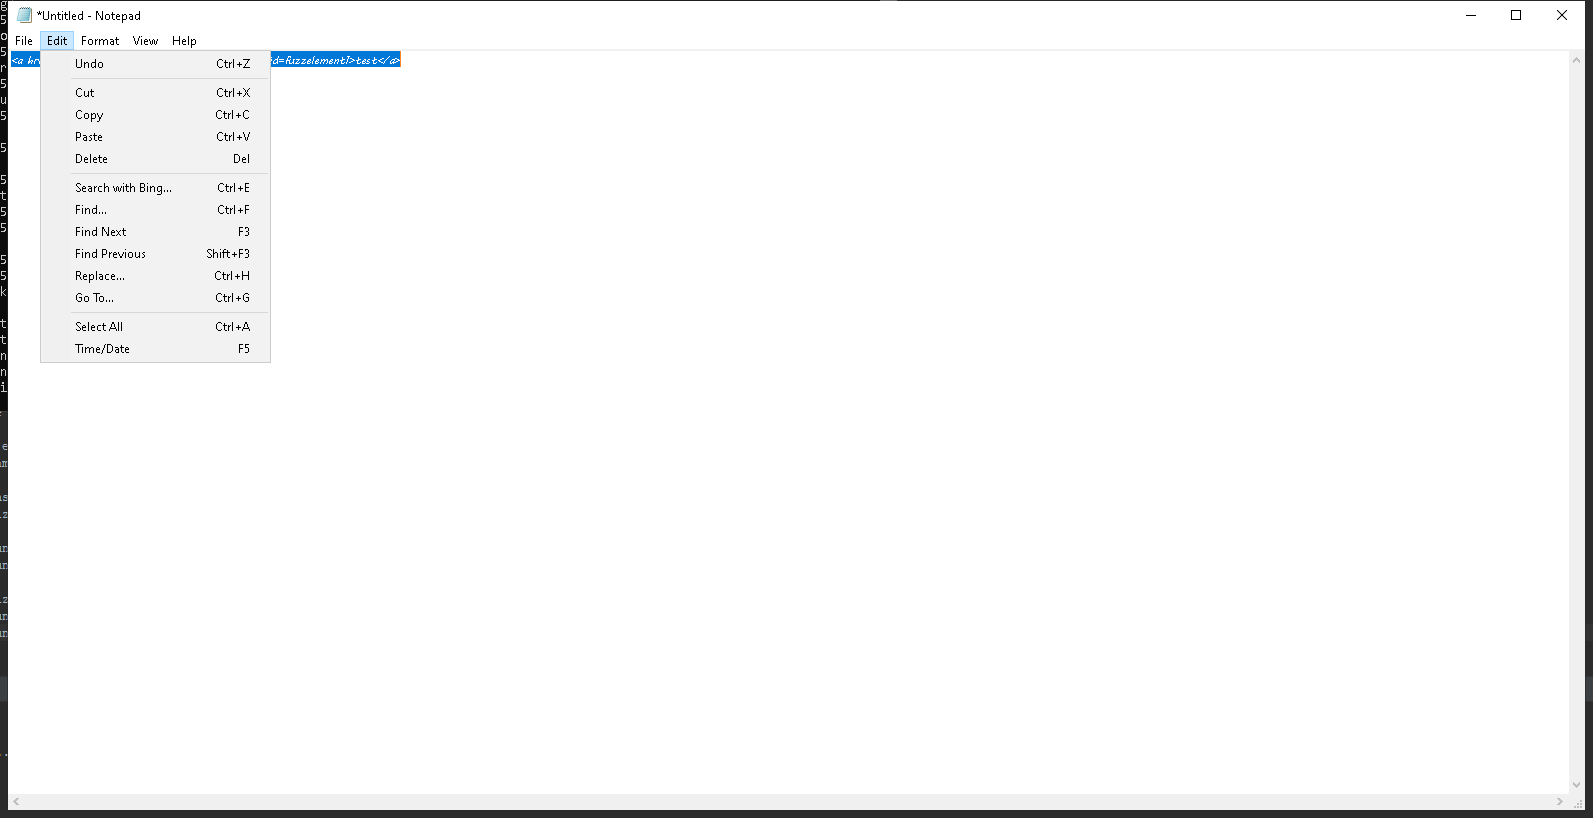 *Untitled - Notepad
File Edit Format View Help
<a hr id=fuzzelement1>test</a>
Undo Ctrl+Z
Cut Ctrl+X
Copy Ctrl+C
Paste Ctrl+V
Delete Del
Search with Bing... Ctrl+E
Find... Ctrl+F
Find Next F3
Find Previous Shift+F3
Replace... Ctrl+H
Go To... Ctrl+G
Select All Ctrl+A
Time/Date F5